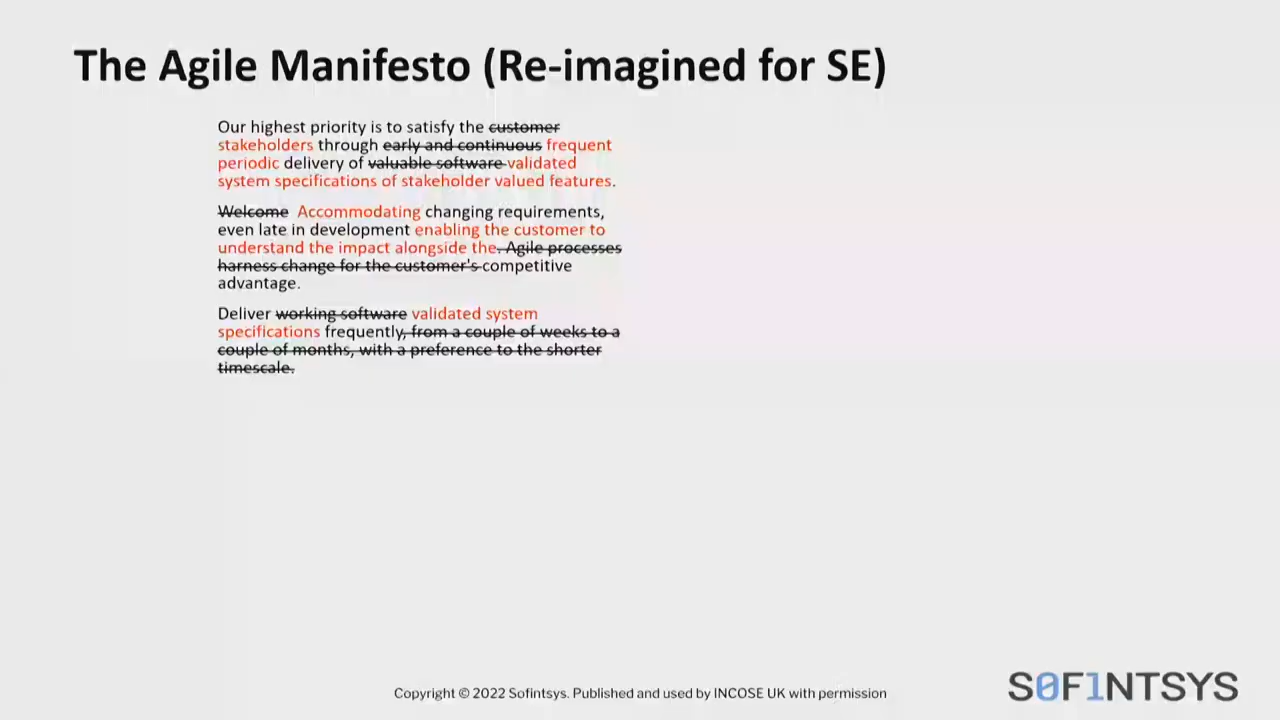 The Agile Manifesto (Re-imagined for SE)
Our highest priority is to satisfy the customer
stakeholders through early and continuous frequent
periodic delivery of valuable software validated
system specifications of stakeholder valued features.
Welcome Accommodating changing requirements,
even late in development enabling the customer to
understand the impact alongside the. Agile processes
harness change for the customer's competitive
advantage.
Deliver working software validated system
specifications frequently, from a couple of weeks to a
couple of months, with a preference to the shorter
timescale.
Copyright © 2022 Sofintsys. Published and used by INCOSE UK with permission
S0F1NTSYS